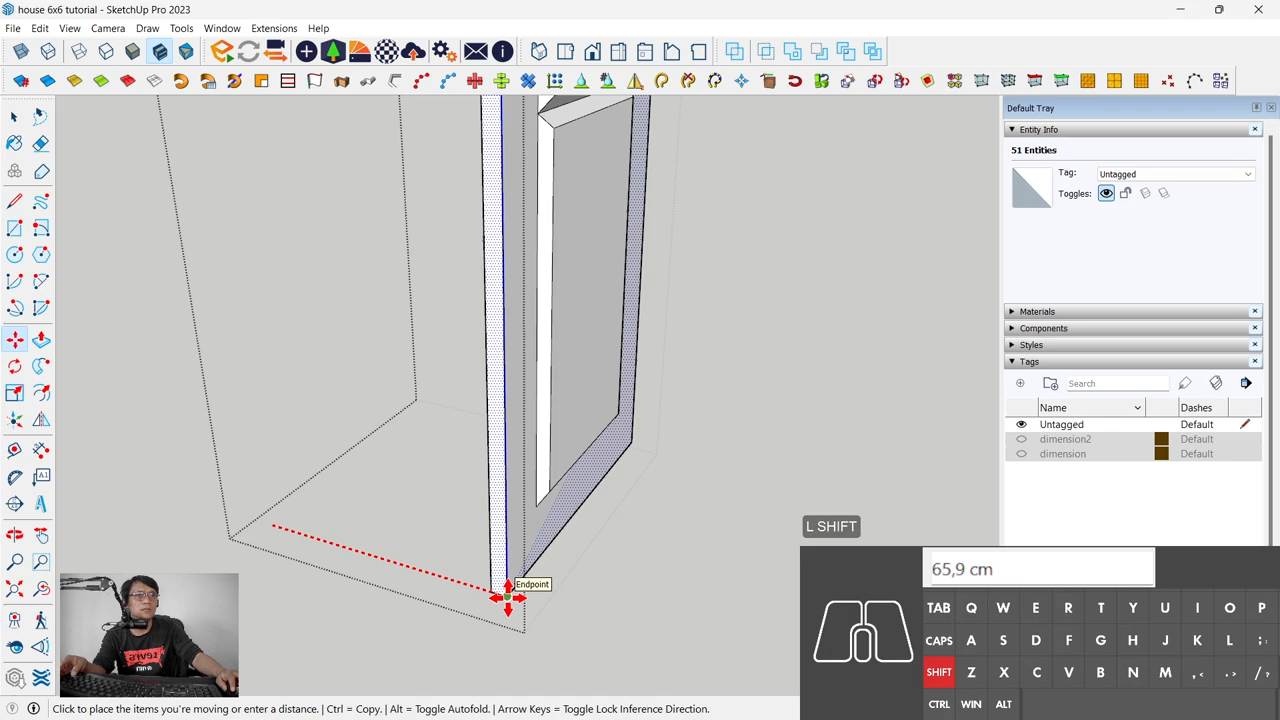 house 6x6 tutorial - SketchUp Pro 2023
File Edit View Camera Draw Tools Window Extensions Help
Default Tray
Entity Info
51 Entities
Tag: Untagged
Toggles:
Materials
Components
Styles
Tags
Search
Name Dashes
Untagged Default
dimension2 Default
dimension Default
Endpoint
L SHIFT
65,9 cm
TAB Q W E R T Y U I O P
CAPS A S D F G H J K L ; :
SHIFT Z X C V B N M , < . > / ?
CTRL WIN ALT
Click to place the items you're moving or enter a distance. | Ctrl = Copy. | Alt = Toggle Autofold. | Arrow Keys = Toggle Lock Inference Direction.